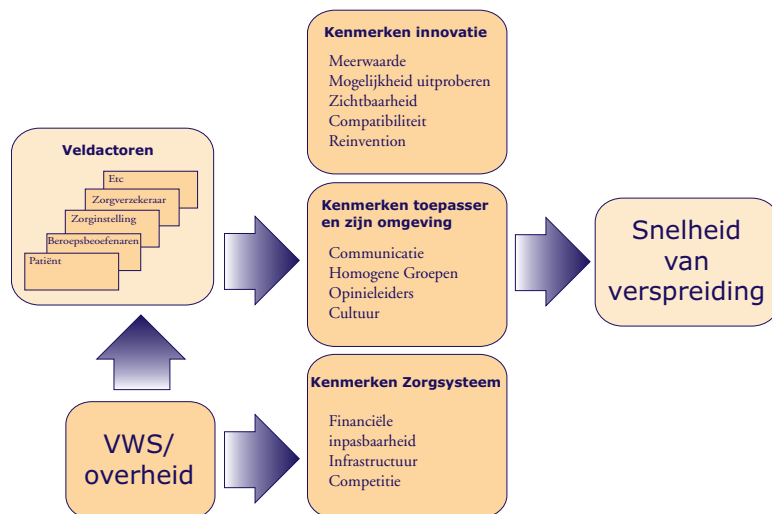 Kenmerken innovatie
Meerwaarde
Mogelijkheid uitproberen
Zichtbaarheid
Compatibiliteit
Reinvention
Veldactoren
Etc
Zorgverzekeraar
Zorginstelling
Beroepsbeoefenaren
Patiënt
Kenmerken toepasser
en zijn omgeving
Communicatie
Homogene Groepen
Opinieleiders
Cultuur
Snelheid
van
verspreiding
VWS/
overheid
Kenmerken Zorgsysteem
Financiële
inpasbaarheid
Infrastructuur
Competitie